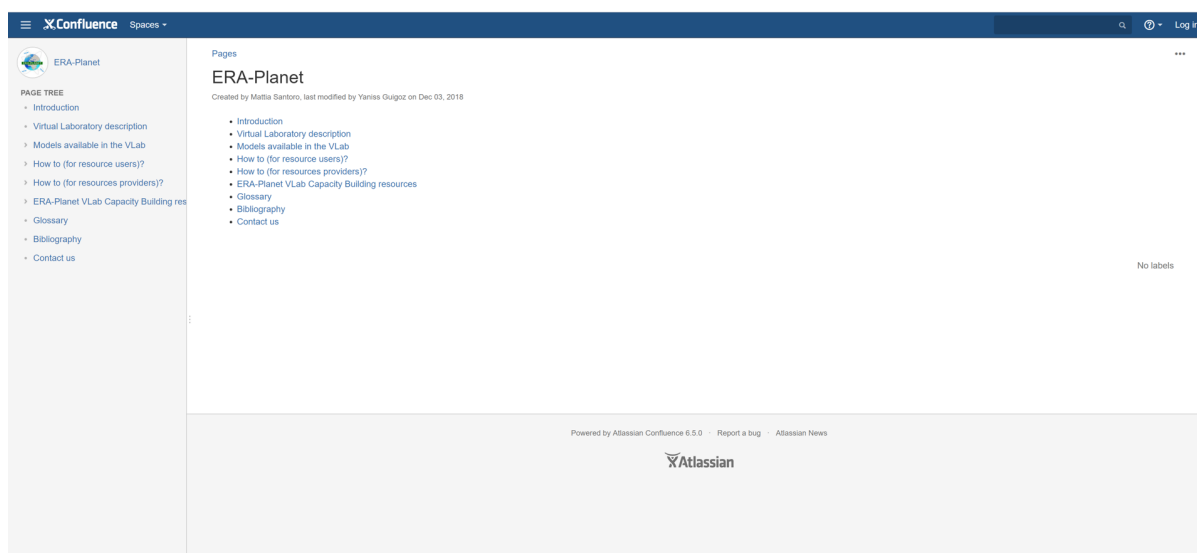 Confluence Spaces Log in
ERA-Planet
PAGE TREE
Introduction
Virtual Laboratory description
Models available in the VLab
How to (for resource users)?
How to (for resources providers)?
ERA-Planet VLab Capacity Building res
Glossary
Bibliography
Contact us
Pages
ERA-Planet
Created by Mattia Santoro, last modified by Yaniss Guigoz on Dec 03, 2018
Introduction
Virtual Laboratory description
Models available in the VLab
How to (for resource users)?
How to (for resources providers)?
ERA-Planet VLab Capacity Building resources
Glossary
Bibliography
Contact us
No labels
Powered by Atlassian Confluence 6.5.0 · Report a bug · Atlassian News
Atlassian